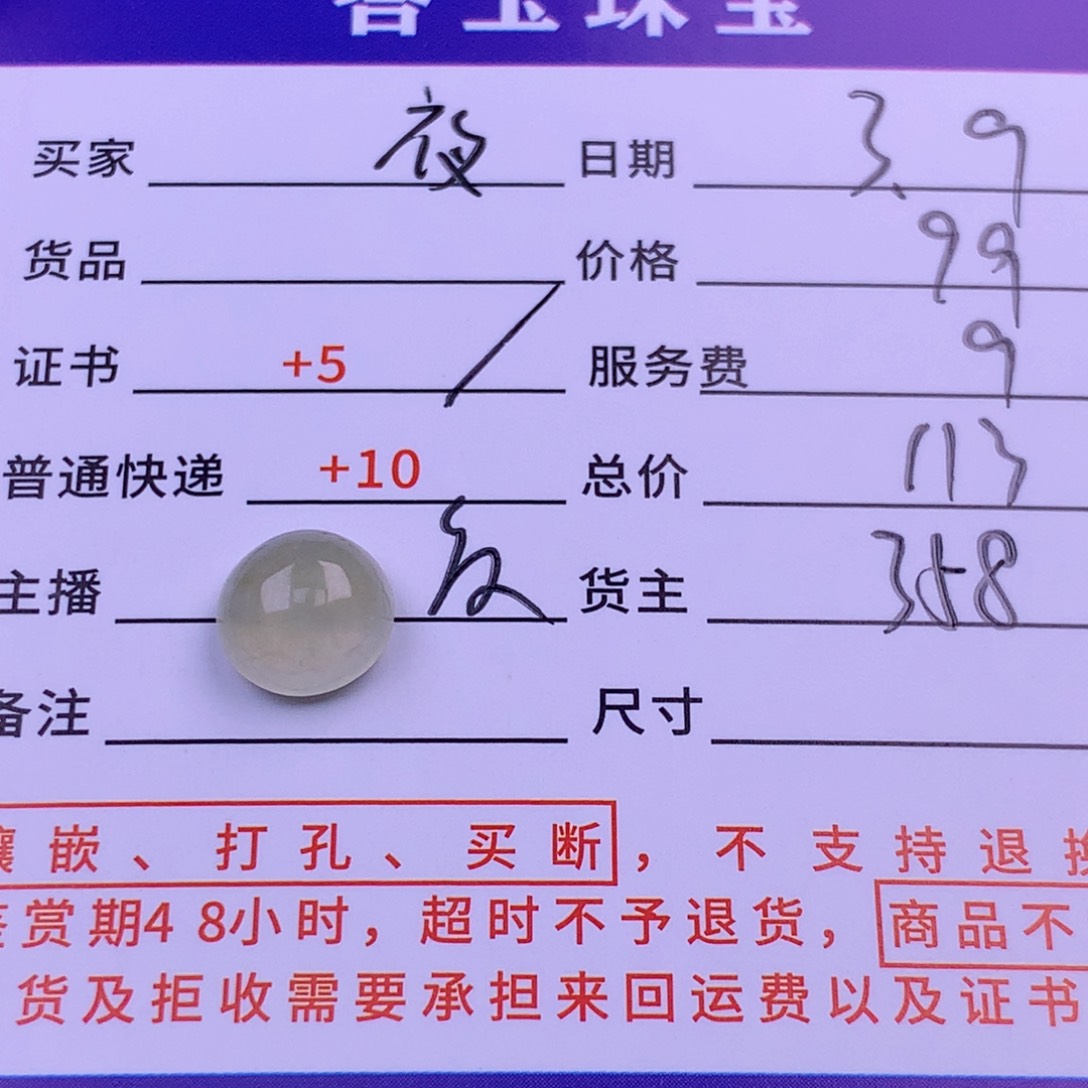 玉珠宝
买家 夜 日期 3.9
货品 价格 99
证书 +5 / 服务费 9
普通快递 +10 总价 113
主播 货主 358
备注 尺寸
镶嵌、打孔、买断，不支持退换
鉴赏期48小时，超时不予退货，商品不
货及拒收需要承担来回运费以及证书